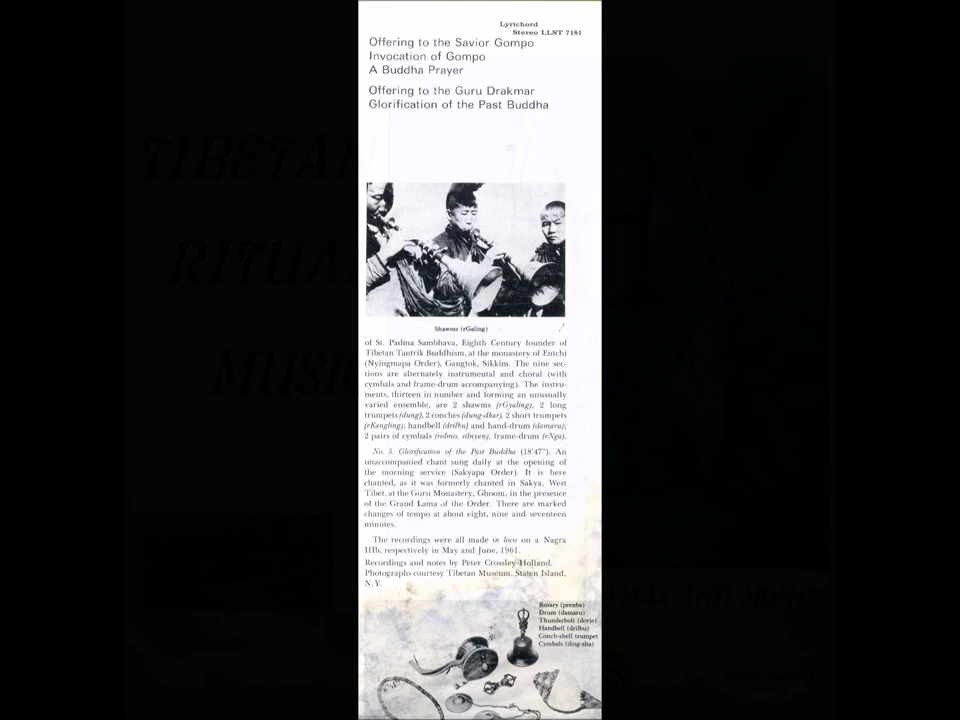 Lyrichord
Stereo LLST 7181
Offering to the Savior Gompo
Invocation of Gompo
A Buddha Prayer
Offering to the Guru Drakmar
Glorification of the Past Buddha
Shawms (rGaling)
of St. Padma Sambhava, Eighth Century founder of
Tibetan Tantrik Buddhism, at the monastery of Entchi
(Nyingmapa Order), Gangtok, Sikkim. The nine sec-
tions are alternately instrumental and choral (with
cymbals and frame-drum accompanying). The instru-
ments, thirteen in number and forming an unusually
varied ensemble, are 2 shawms (rGyaling), 2 long
trumpets (dung), 2 conches (dung-dkar), 2 short trumpets
(rKangling); handbell (drilbu) and hand-drum (damaru);
2 pairs of cymbals (rolmo, silnyen), frame-drum (rNga).
No. 5. Glorification of the Past Buddha (18'47"). An
unaccompanied chant sung daily at the opening of
the morning service (Sakyapa Order). It is here
chanted, as it was formerly chanted in Sakya, West
Tibet, at the Guru Monastery, Ghoom, in the presence
of the Grand Lama of the Order. There are marked
changes of tempo at about eight, nine and seventeen
minutes.
The recordings were all made in loco on a Nagra
IIIb, respectively in May and June, 1961.
Recordings and notes by Peter Crossley-Holland.
Photographs courtesy Tibetan Museum, Staten Island,
N.Y.
Rosary (prenba)
Drum (damaru)
Thunderbolt (dorje)
Handbell (drilbu)
Conch-shell trumpet
Cymbals (ding-sha)
TIBETAN
RITUAL
MUSIC
LAMAS AND MONKS